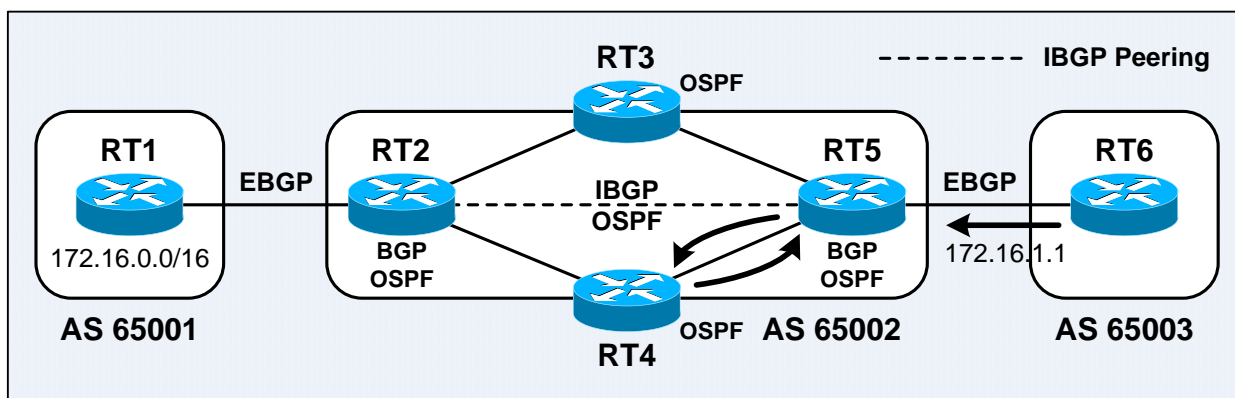 RT3
OSPF
IBGP Peering
RT1
RT2
RT5
RT6
EBGP
IBGP
OSPF
EBGP
172.16.0.0/16
BGP
OSPF
BGP
OSPF
172.16.1.1
AS 65001
OSPF
RT4
AS 65002
AS 65003